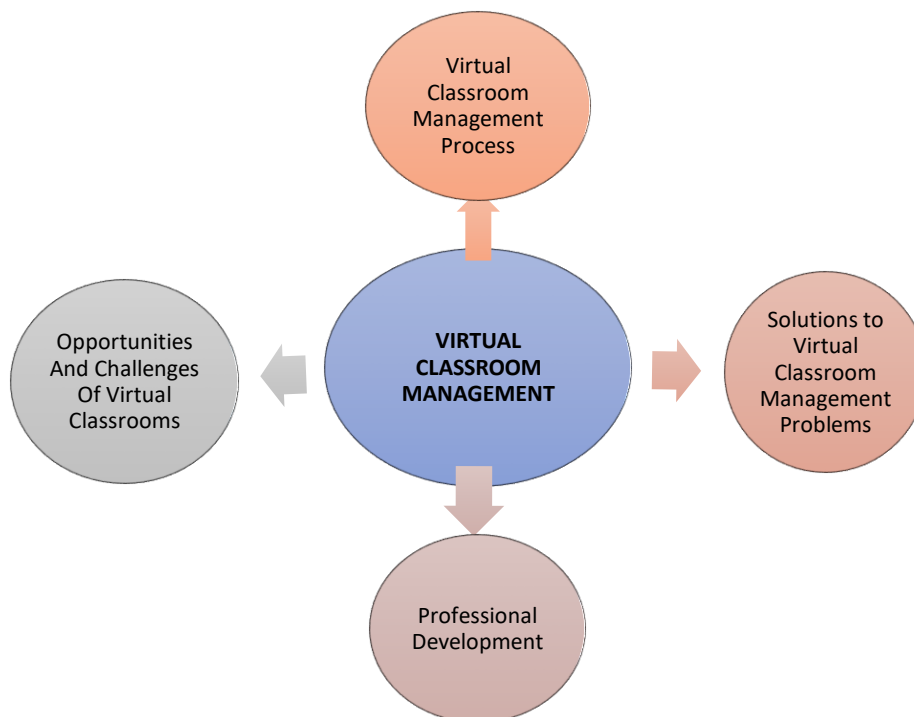 Virtual
Classroom
Management
Process
Opportunities
And Challenges
Of Virtual
Classrooms
VIRTUAL
CLASSROOM
MANAGEMENT
Solutions to
Virtual
Classroom
Management
Problems
Professional
Development